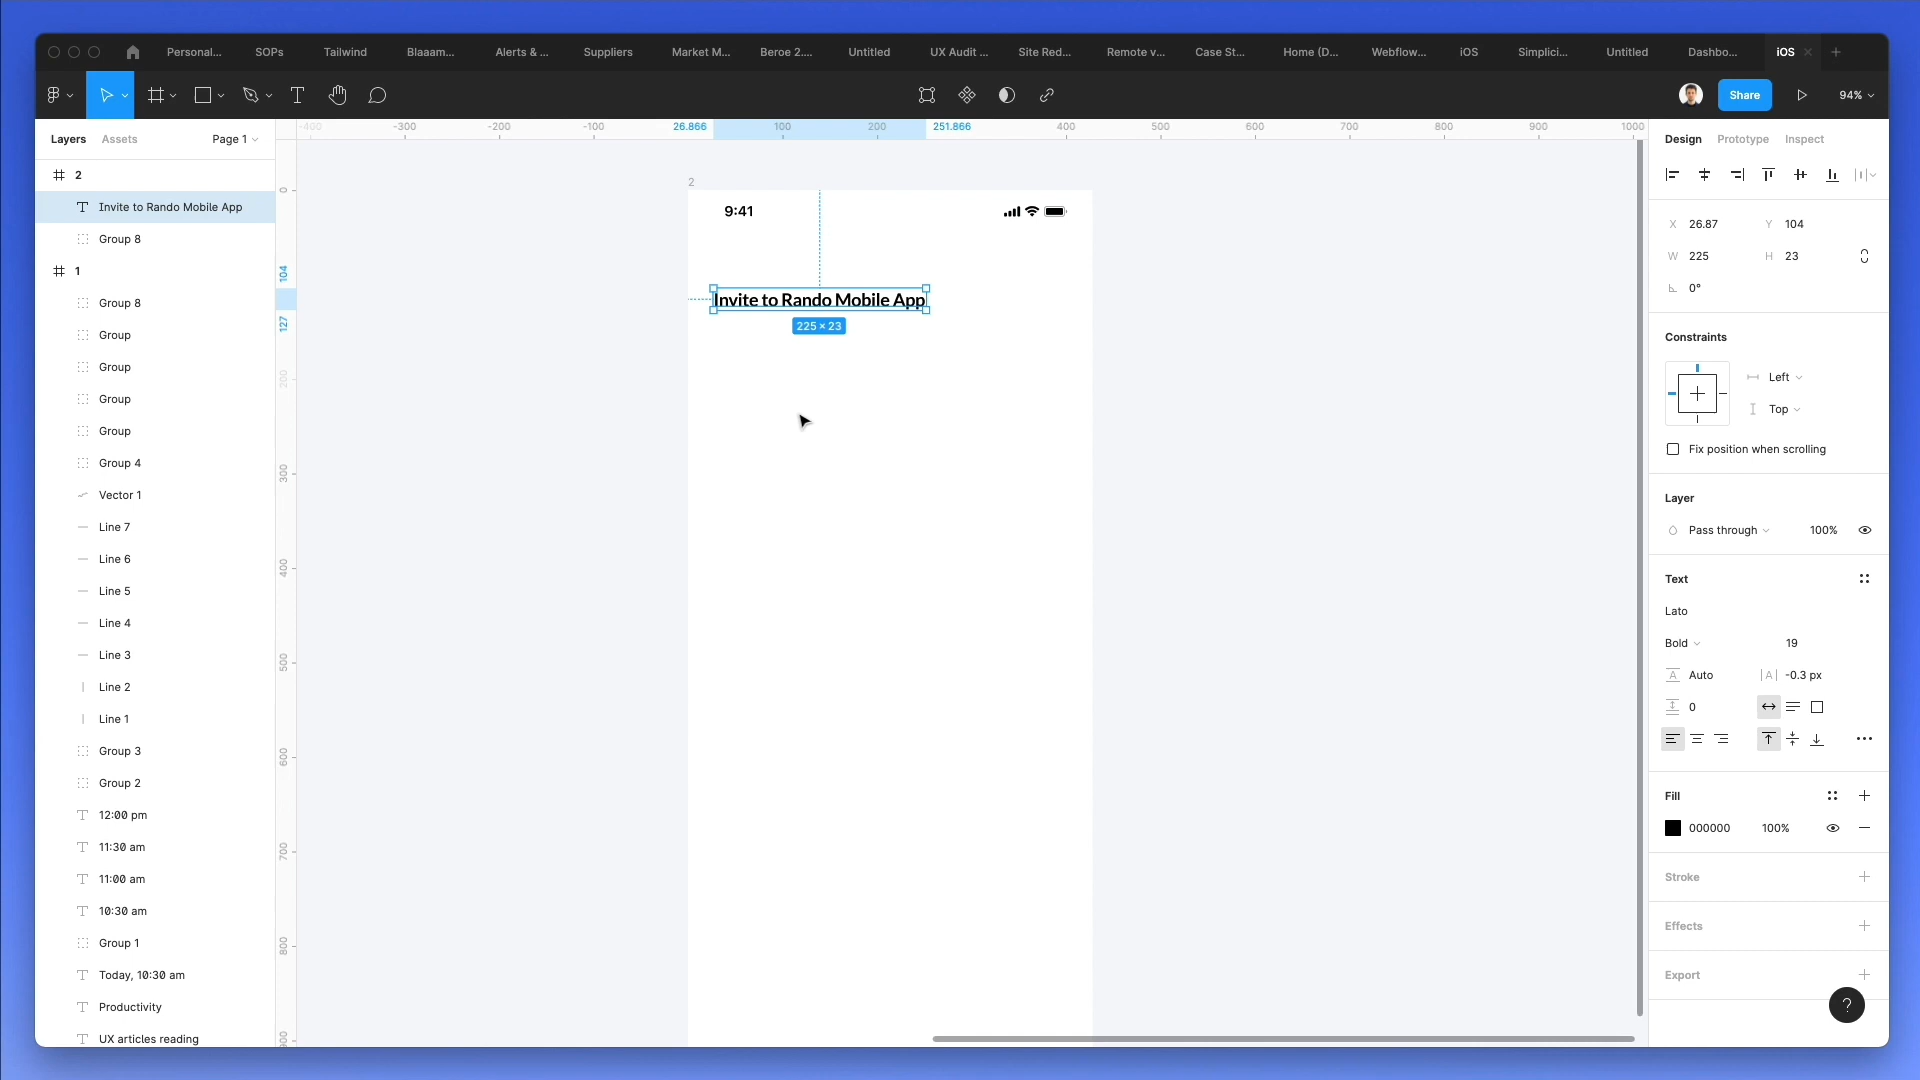 Personal...
SOPs
Tailwind
Blaaam...
Alerts & ...
Suppliers
Market M...
Beroe 2....
Untitled
UX Audit ...
Site Red...
Remote v...
Case St...
Home (D...
Webflow...
iOS
Simplici...
Untitled
Dashbo...
iOS
Share
94%
Layers
Assets
Page 1
-400
-300
-200
-100
26.866
100
200
251.866
400
500
600
700
800
900
1000
Design
Prototype
Inspect
2
Invite to Rando Mobile App
Group 8
1
Group 8
Group
Group
Group
Group
Group 4
Vector 1
Line 7
Line 6
Line 5
Line 4
Line 3
Line 2
Line 1
Group 3
Group 2
12:00 pm
11:30 am
11:00 am
10:30 am
Group 1
Today, 10:30 am
Productivity
UX articles reading
0
104
127
200
300
400
500
600
700
800
2
9:41
Invite to Rando Mobile App
225 × 23
X 26.87
Y 104
W 225
H 23
0°
Constraints
Left
Top
Fix position when scrolling
Layer
Pass through
100%
Text
Lato
Bold
19
A Auto
|A| -0.3 px
0
Fill
000000
100%
Stroke
Effects
Export
?